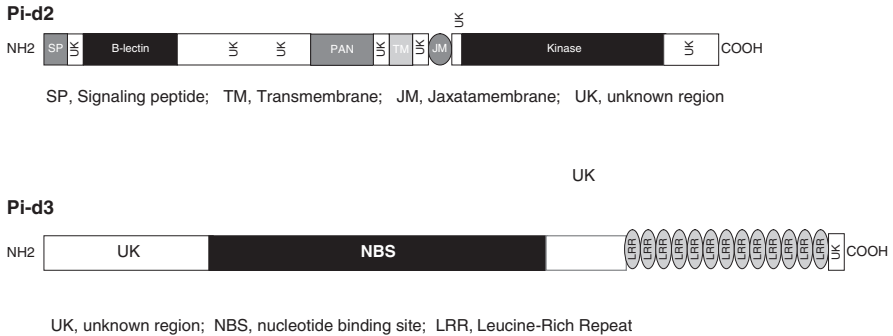 Pi-d2
UK
NH2 SP UK B-lectin UK UK PAN UK TM UK JM Kinase UK COOH
SP, Signaling peptide; TM, Transmembrane; JM, Jaxatamembrane; UK, unknown region
UK
Pi-d3
NH2 UK NBS LRR LRR LRR LRR LRR LRR LRR LRR LRR LRR LRR LRR LRR UK COOH
UK, unknown region; NBS, nucleotide binding site; LRR, Leucine-Rich Repeat